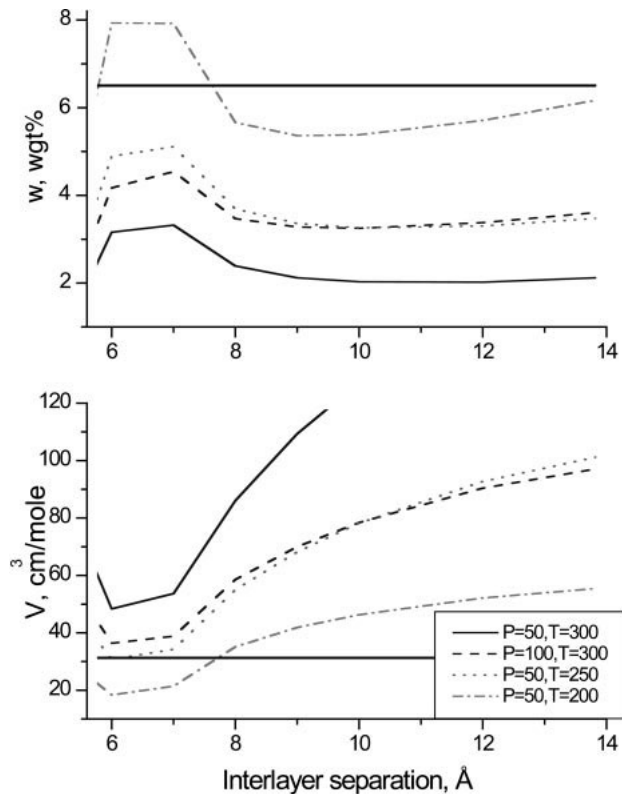 8
6
4
2
w, wgt%
6
8
10
12
14
120
100
80
60
40
20
V, cm³/mole
P=50,T=300
P=100,T=300
P=50,T=250
P=50,T=200
6
8
10
12
14
Interlayer separation, Å